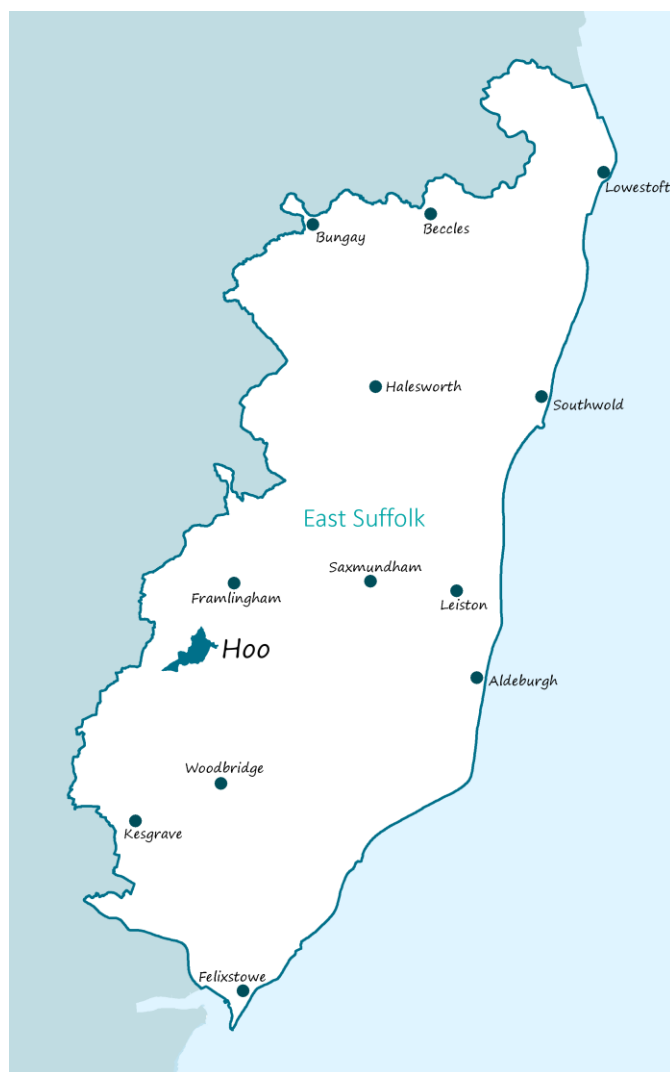 Lowestoft
Beccles
Bungay
Halesworth
Southwold
East Suffolk
Saxmundham
Framlingham
Leiston
Hoo
Aldeburgh
Woodbridge
Kesgrave
Felixstowe